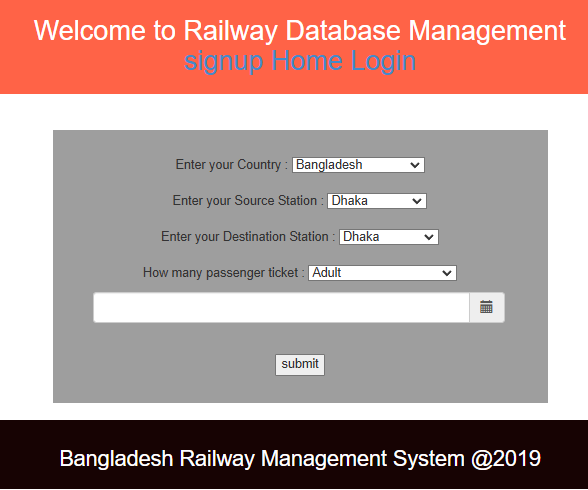 Welcome to Railway Database Management
signup Home Login
Enter your Country : Bangladesh
Enter your Source Station : Dhaka
Enter your Destination Station : Dhaka
How many passenger ticket : Adult
submit
Bangladesh Railway Management System @2019